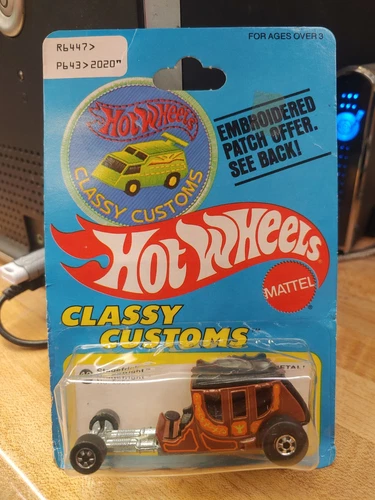 FOR AGES OVER 3
R6447>
P643>2020"
Hot Wheels
CLASSY CUSTOMS
EMBROIDERED
PATCH OFFER.
SEE BACK!
Hot Wheels
MATTEL
®
CLASSY
CUSTOMS